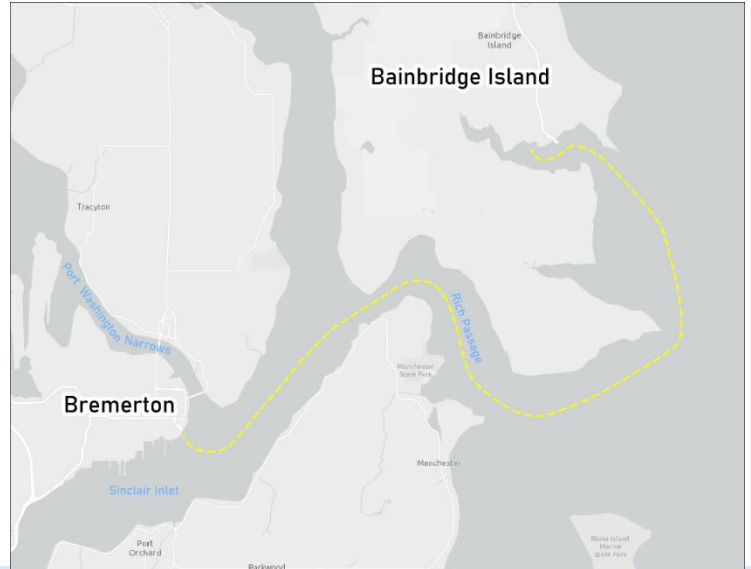 Bainbridge
Island
Bainbridge Island
Tracyton
Port Washington Narrows
Rich Passage
Manchester
State Park
Bremerton
Manchester
Sinclair Inlet
Port
Orchard
Blake Island
Marine
State Park
Parkwood